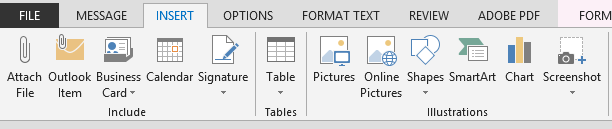 FILE MESSAGE INSERT OPTIONS FORMAT TEXT REVIEW ADOBE PDF FORM
Attach Outlook Business Calendar Signature Table Pictures Online Shapes SmartArt Chart Screenshot
File Item Card Pictures
Include Tables Illustrations